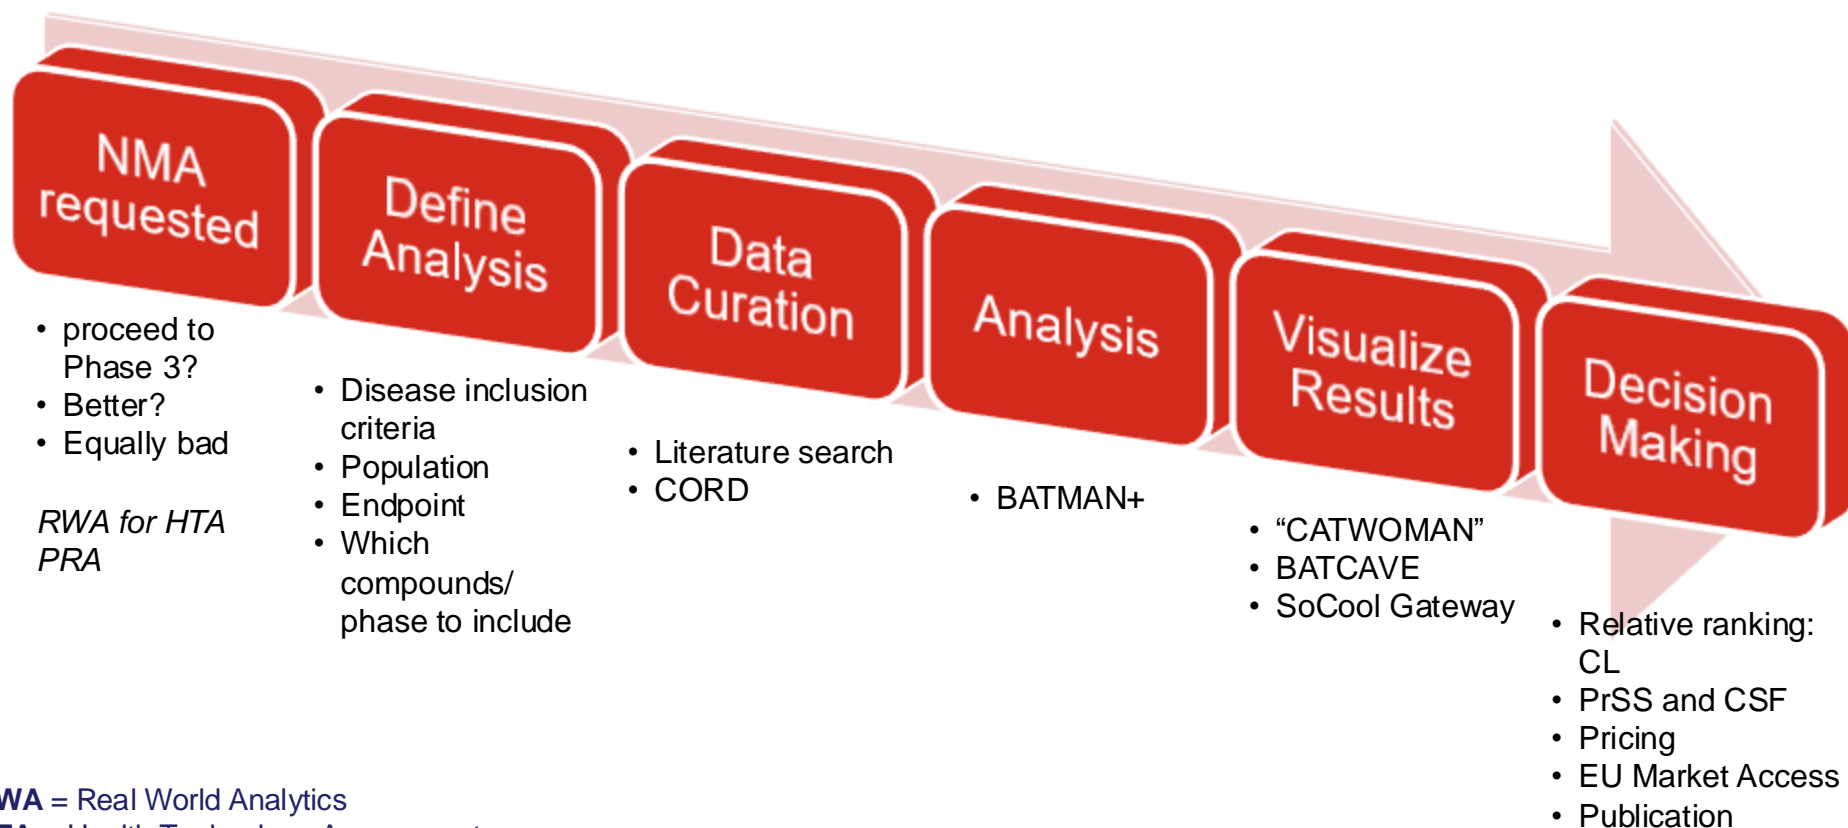 NMA
requested
Define
Analysis
Data
Curation
Analysis
Visualize
Results
Decision
Making
• proceed to
Phase 3?
• Better?
• Equally bad
RWA for HTA
PRA
• Disease inclusion
criteria
• Population
• Endpoint
• Which
compounds/
phase to include
• Literature search
• CORD
• BATMAN+
• “CATWOMAN”
• BATCAVE
• SoCool Gateway
• Relative ranking:
CL
• PrSS and CSF
• Pricing
• EU Market Access
• Publication
WA = Real World Analytics